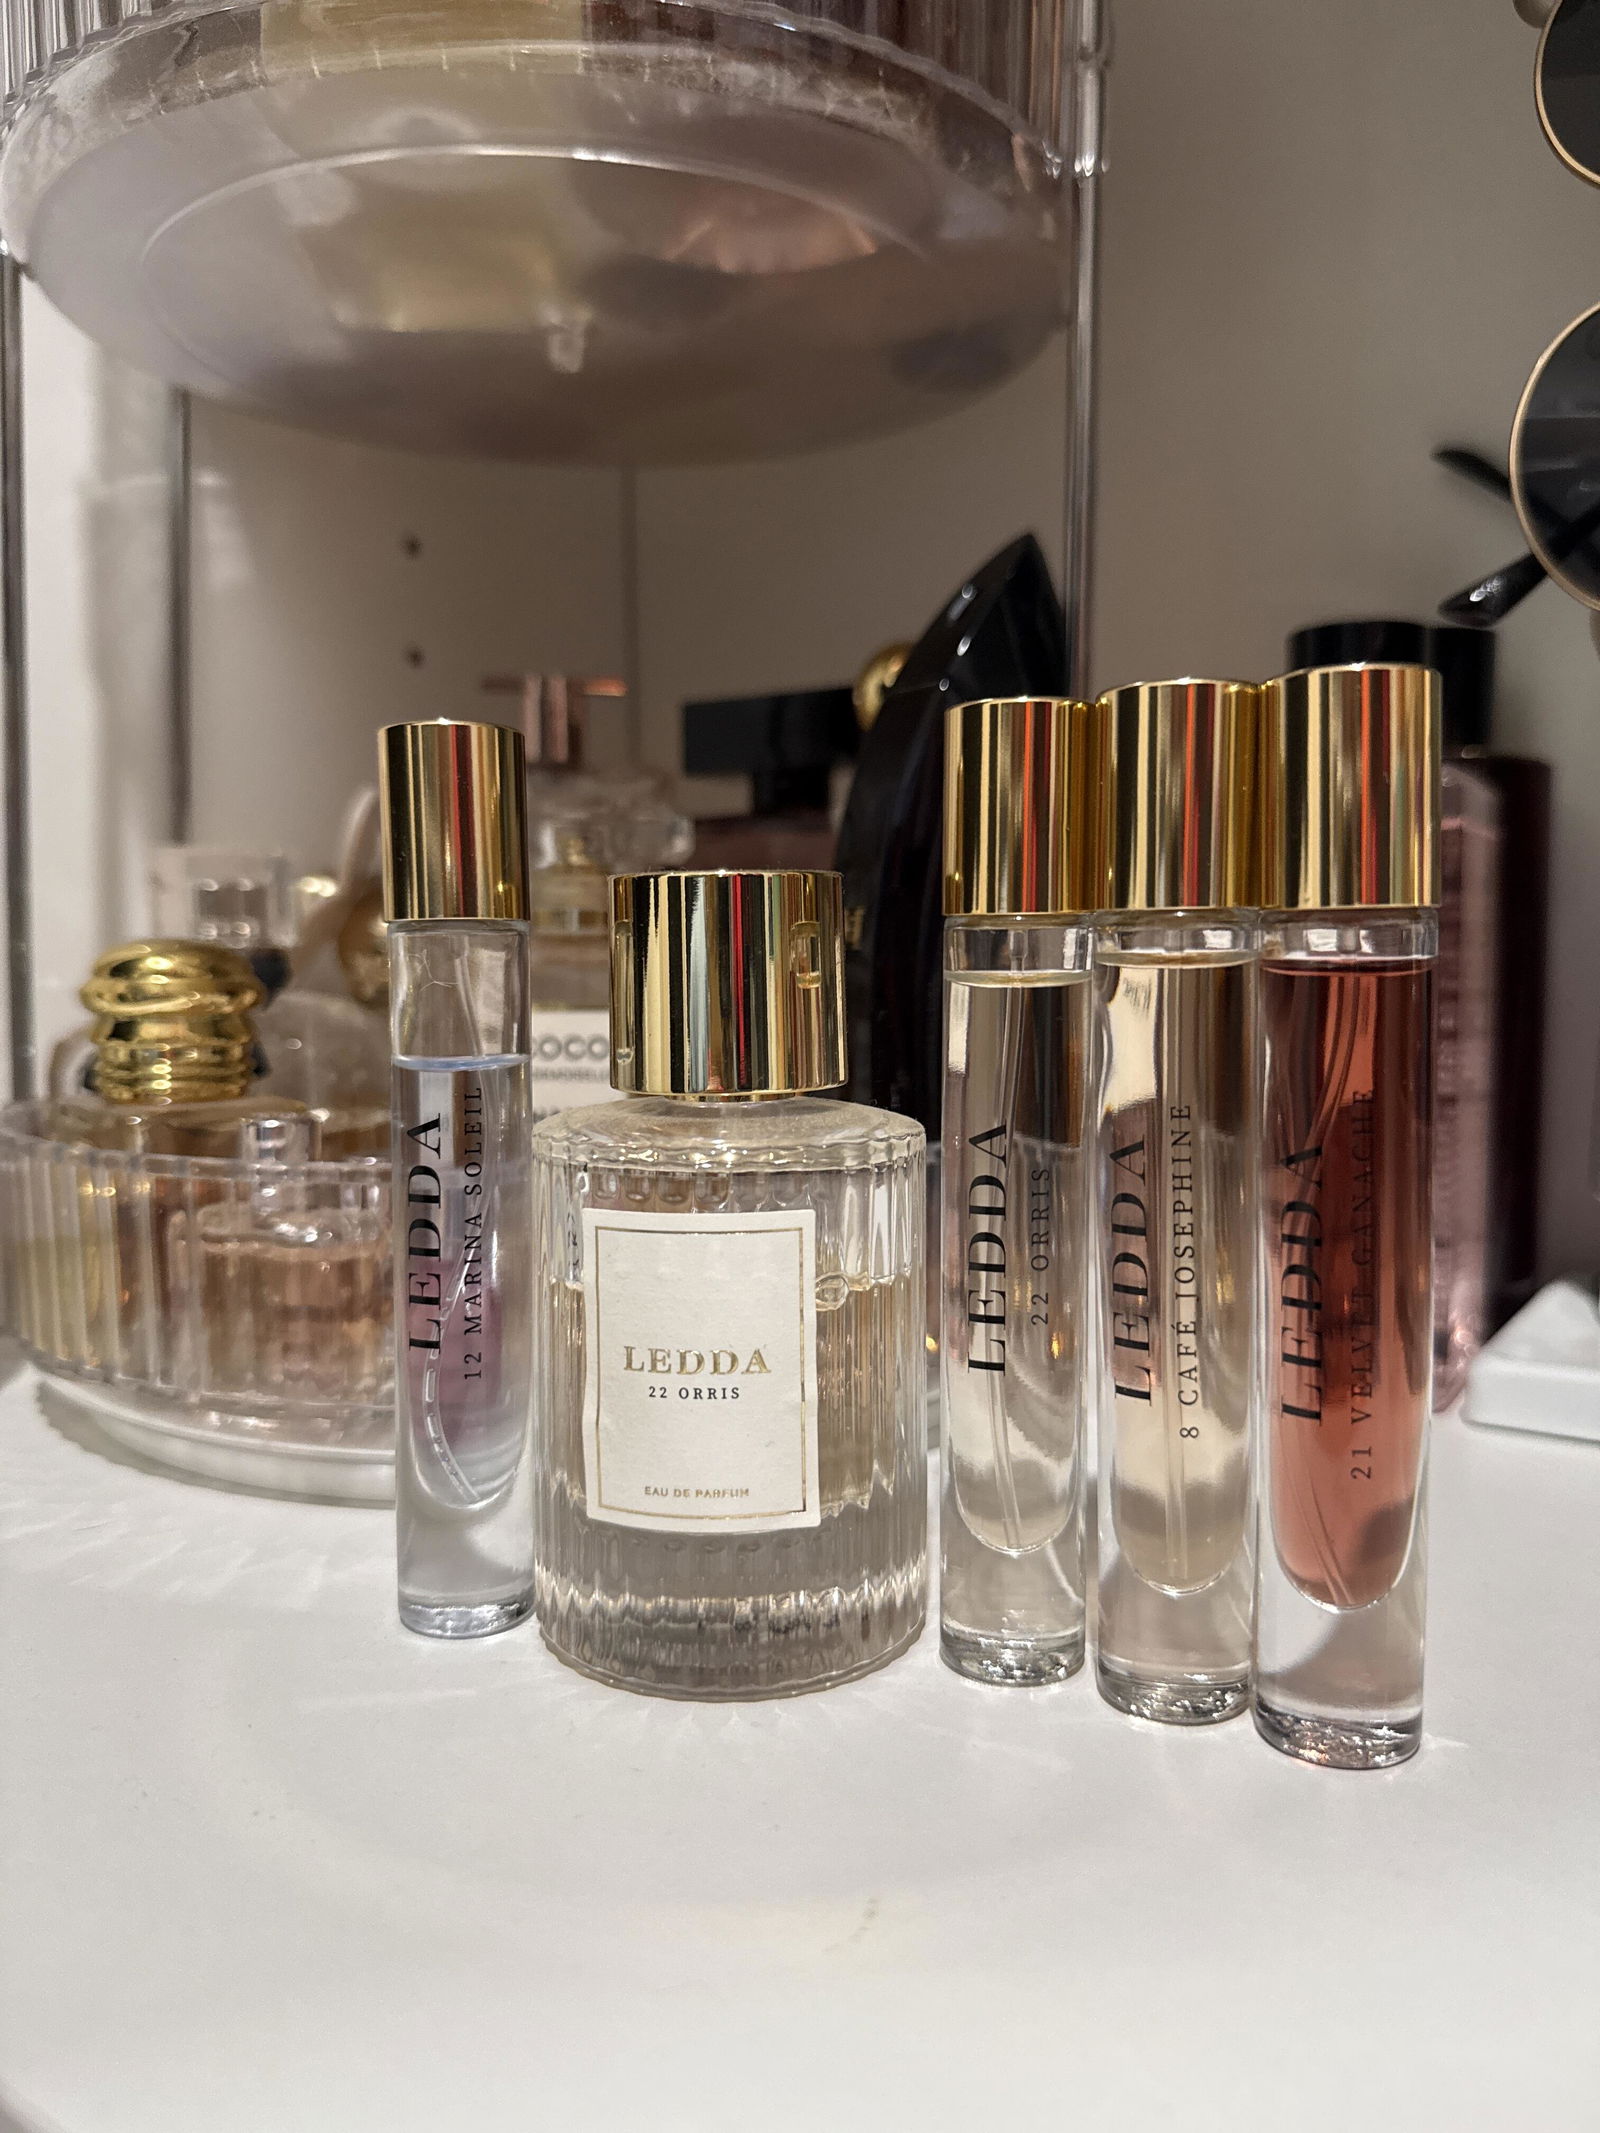 LEDDA
12 MARINA SOLEIL
COCO
LEDDA
22 ORRIS
EAU DE PARFUM
LEDDA
22 ORRIS
LEDDA
8 CAFÉ JOSEPHINE
LEDDA
21 VELVET GANACHE